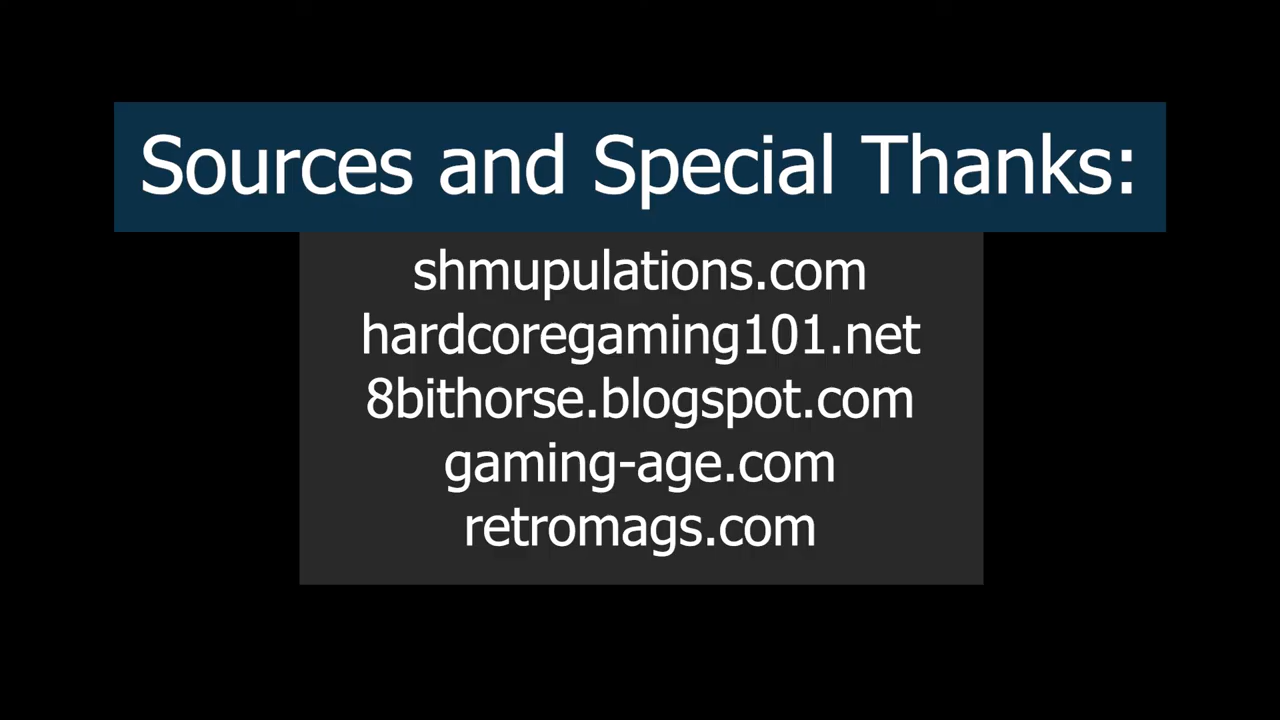 Sources and Special Thanks:
shmupulations.com
hardcoregaming101.net
8bithorse.blogspot.com
gaming-age.com
retromags.com